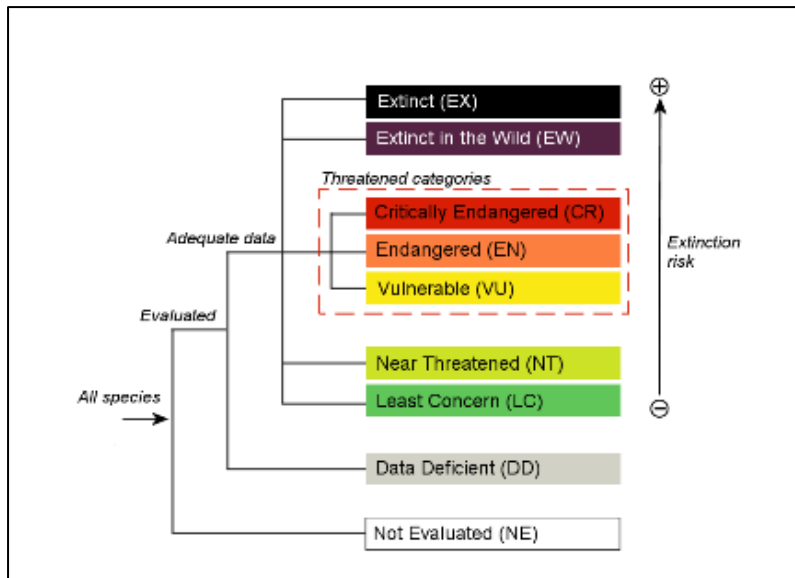 Extinct (EX)
Extinct in the Wild (EW)
Threatened categories
Critically Endangered (CR)
Adequate data
Endangered (EN)
Extinction
risk
Vulnerable (VU)
Evaluated
Near Threatened (NT)
All species
Least Concern (LC)
Data Deficient (DD)
Not Evaluated (NE)